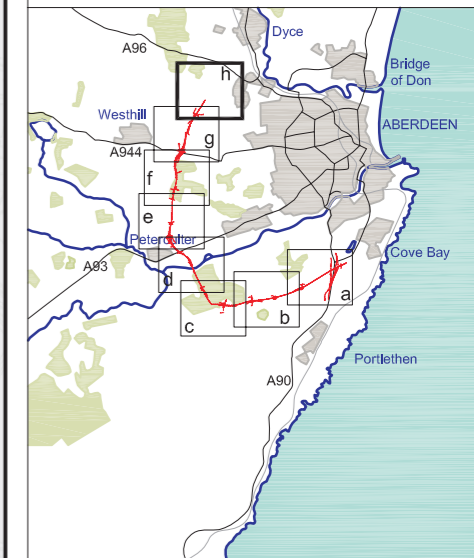 Dyce
A96
h
Bridge
of Don
Westhill
ABERDEEN
g
A944
f
e
Peterculter
Cove Bay
A93
d
a
c
b
Portlethen
A90